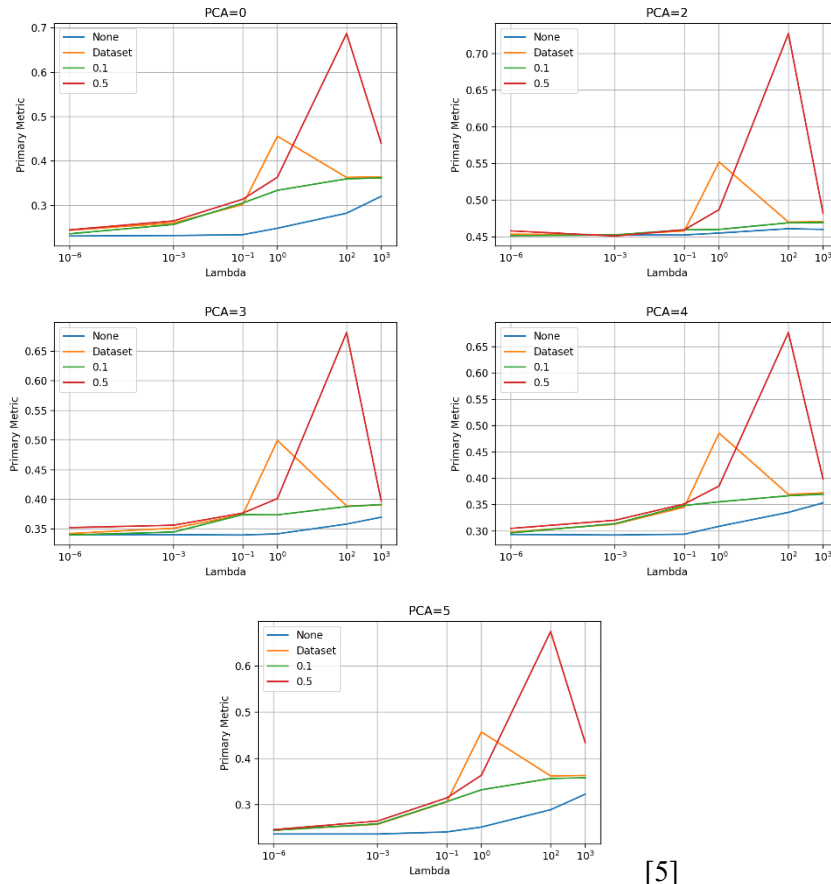 PCA=0
None
Dataset
0.1
0.5
Primary Metric
0.7
0.6
0.5
0.4
0.3
10⁻⁶ 10⁻³ 10⁻¹ 10⁰ 10² 10³
Lambda
PCA=2
None
Dataset
0.1
0.5
Primary Metric
0.70
0.65
0.60
0.55
0.50
0.45
10⁻⁶ 10⁻³ 10⁻¹ 10⁰ 10² 10³
Lambda
PCA=3
None
Dataset
0.1
0.5
Primary Metric
0.65
0.60
0.55
0.50
0.45
0.40
0.35
10⁻⁶ 10⁻³ 10⁻¹ 10⁰ 10² 10³
Lambda
PCA=4
None
Dataset
0.1
0.5
Primary Metric
0.65
0.60
0.55
0.50
0.45
0.40
0.35
0.30
10⁻⁶ 10⁻³ 10⁻¹ 10⁰ 10² 10³
Lambda
PCA=5
None
Dataset
0.1
0.5
Primary Metric
0.6
0.5
0.4
0.3
10⁻⁶ 10⁻³ 10⁻¹ 10⁰ 10² 10³
Lambda
[5]